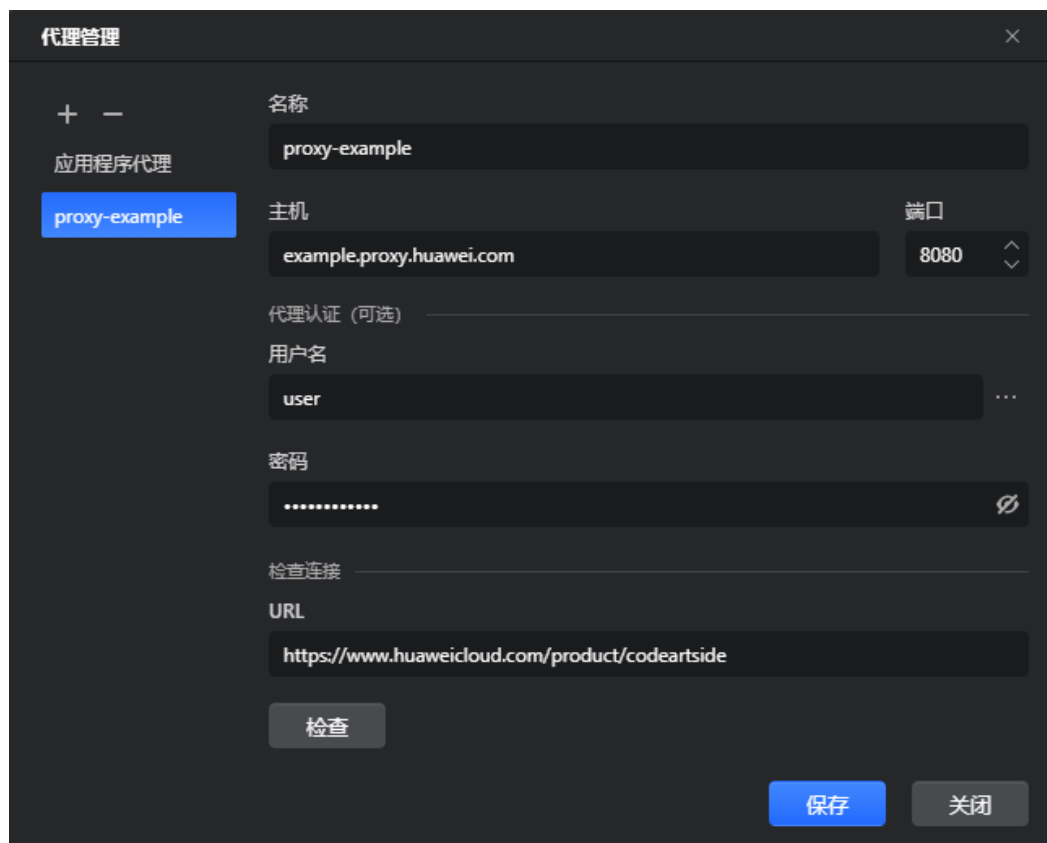 代理管理
应用程序代理
proxy-example
名称
proxy-example
主机
端口
example.proxy.huawei.com
8080
代理认证 (可选)
用户名
user
...
密码
••••••••••••
检查连接
URL
https://www.huaweicloud.com/product/codeartside
检查
保存
关闭